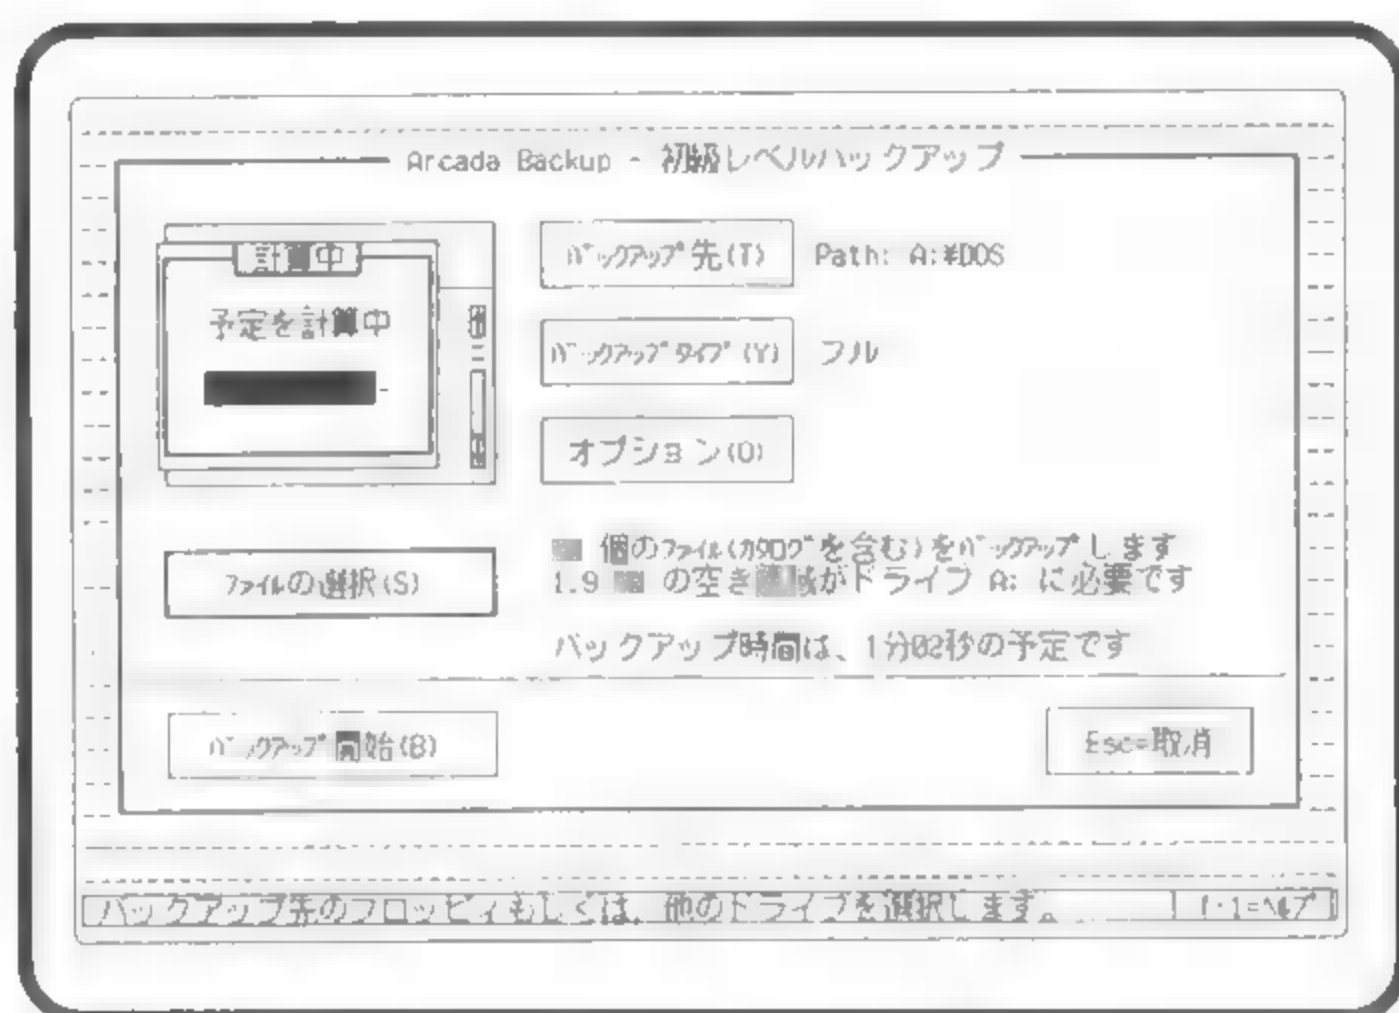 Arcada Backup - 初級レベルバックアップ
計算中
予定を計算中
バックアップ先(T) Path: A:¥DOS
バックアップタイプ(Y) フル
オプション(O)
ファイルの選択(S)
個のファイル(カタログを含む)をバックアップします
1.9 の空き領域がドライブ A: に必要です
バックアップ時間は、1分02秒の予定です
バックアップ開始(B)
Esc=取消
バックアップ先のフロッピィもしくは、他のドライブを選択します。